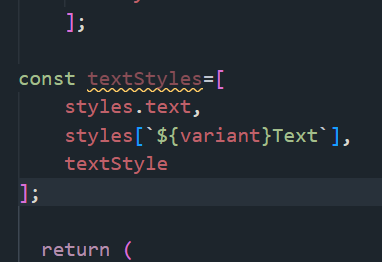 ];
const textStyles=[
styles.text,
styles[`${variant}Text`],
textStyle
];
return (